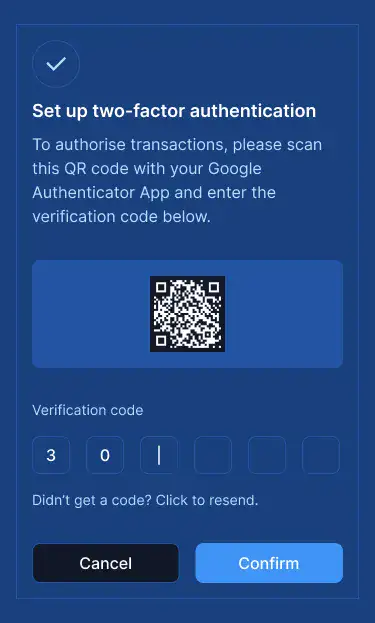 Set up two-factor authentication
To authorise transactions, please scan
this QR code with your Google
Authenticator App and enter the
verification code below.
Verification code
3 0
Didn't get a code? Click to resend.
Cancel
Confirm